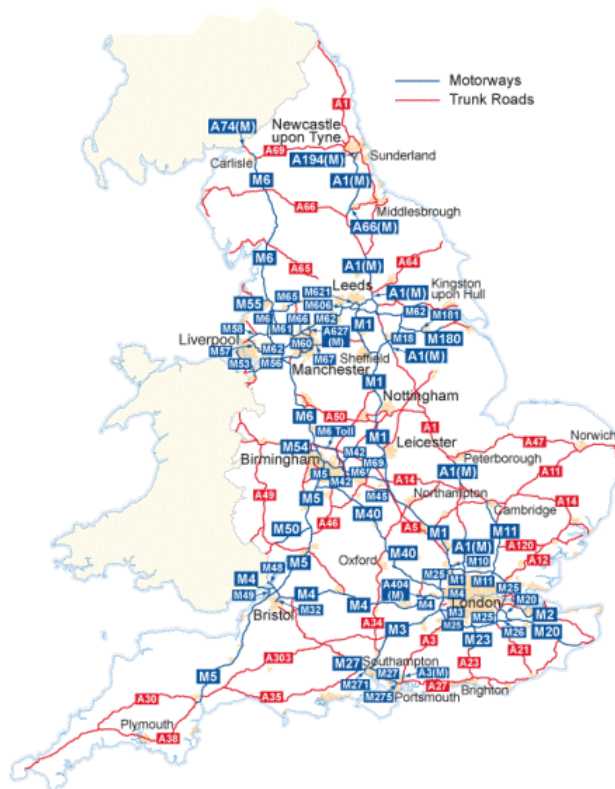 Motorways
Trunk Roads
A1
A74(M)
Newcastle
upon Tyne
A69
Carlisle
A194(M)
Sunderland
M6
A1(M)
A66
Middlesbrough
A66(M)
M6
A65
A1(M)
A64
Leeds
Kingston
upon Hull
M65
M621
A1(M)
M55
M606
M62
M181
M6
M66
M62
M58
M61
A627
(M)
M1
M18
M180
Liverpool
M60
M57
M62
Sheffield
A1(M)
M53
M56
M67
Manchester
M1
Nottingham
M6
A50
A1
M6 Toll
M1
A47
Norwich
M54
M42
Leicester
Birmingham
M69
A1(M)
Peterborough
A11
M5
M6
M42
A14
A49
M5
M45
Northampton
A14
Cambridge
M40
A46
A5
M50
M1
M11
A1(M)
A120
Oxford
M40
M10
A12
M5
M25
M48
M1
M11
M4
M25
A404
(M)
M4
M49
M4
M4
M4
London
M20
Bristol
M32
M3
M25
M2
A34
M25
M26
M20
M3
A3
M23
A21
A303
M27
Southampton
A23
M5
M27
A3(M)
A30
A35
M271
A27
Brighton
M275
Portsmouth
Plymouth
A38